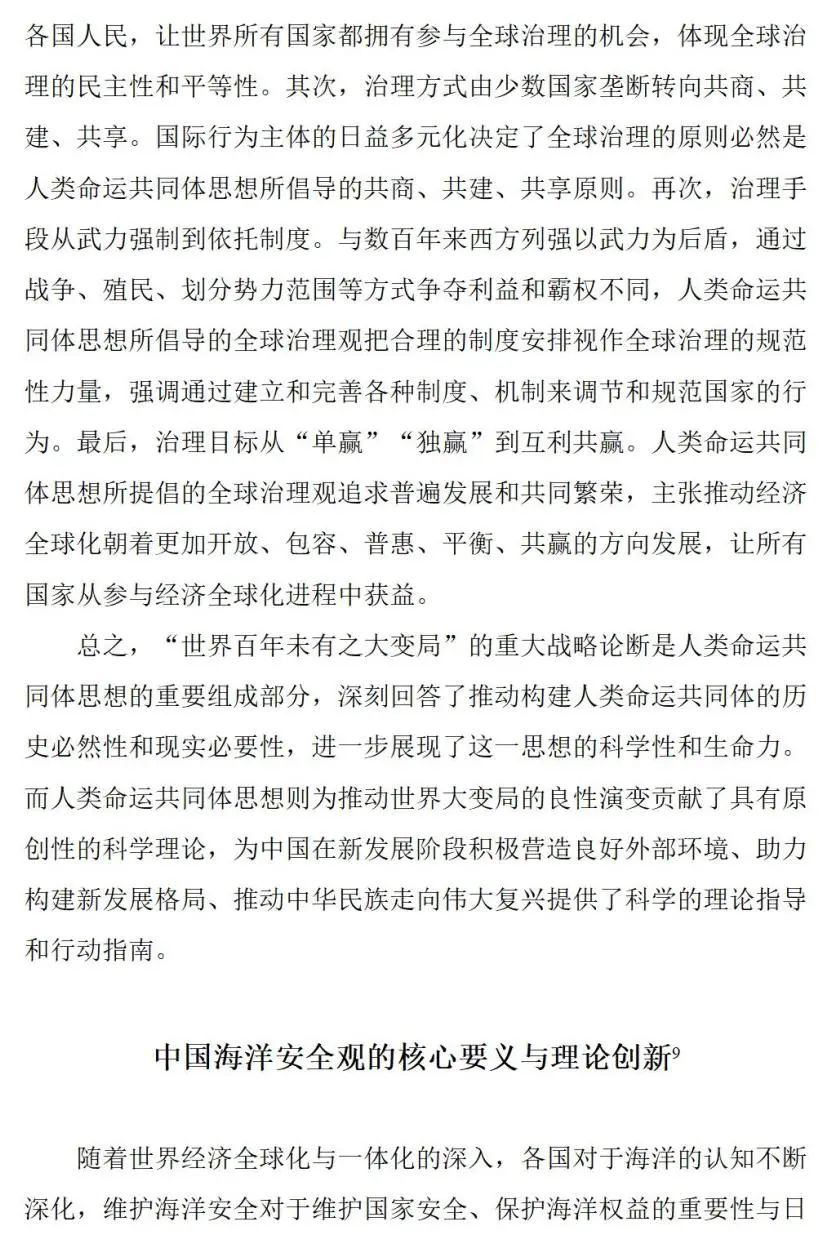 各国人民，让世界所有国家都拥有参与全球治理的机会，体现全球治
理的民主性和平等性。其次，治理方式由少数国家垄断转向共商、共
建、共享。国际行为主体的日益多元化决定了全球治理的原则必然是
人类命运共同体思想所倡导的共商、共建、共享原则。再次，治理手
段从武力强制到依托制度。与数百年来西方列强以武力为后盾，通过
战争、殖民、划分势力范围等方式争夺利益和霸权不同，人类命运共
同体思想所倡导的全球治理观把合理的制度安排视作全球治理的规范
性力量，强调通过建立和完善各种制度、机制来调节和规范国家的行
为。最后，治理目标从“单赢”“独赢”到互利共赢。人类命运共同
体思想所提倡的全球治理观追求普遍发展和共同繁荣，主张推动经济
全球化朝着更加开放、包容、普惠、平衡、共赢的方向发展，让所有
国家从参与经济全球化进程中获益。
总之，“世界百年未有之大变局”的重大战略论断是人类命运共
同体思想的重要组成部分，深刻回答了推动构建人类命运共同体的历
史必然性和现实必要性，进一步展现了这一思想的科学性和生命力。
而人类命运共同体思想则为推动世界大变局的良性演变贡献了具有原
创性的科学理论，为中国在新发展阶段积极营造良好外部环境、助力
构建新发展格局、推动中华民族走向伟大复兴提供了科学的理论指导
和行动指南。
中国海洋安全观的核心要义与理论创新⁹
随着世界经济全球化与一体化的深入，各国对于海洋的认知不断
深化，维护海洋安全对于维护国家安全、保护海洋权益的重要性与日